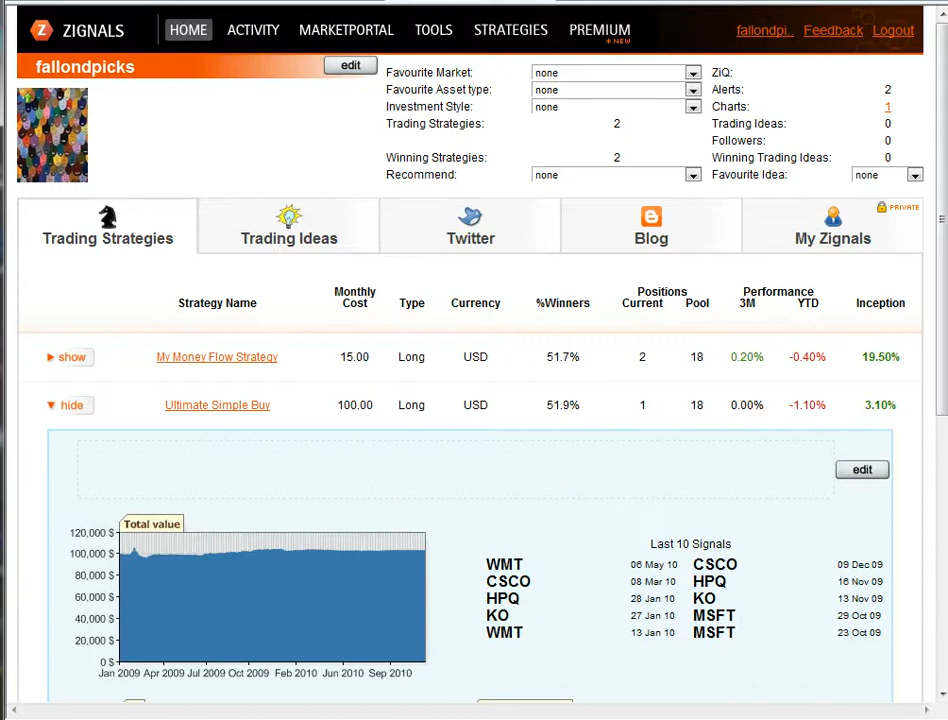 Z ZIGNALS HOME ACTIVITY MARKETPORTAL TOOLS STRATEGIES PREMIUM NEW fallondpi.. Feedback Logout
fallondpicks edit
Favourite Market: none ZiQ:
Favourite Asset type: none Alerts: 2
Investment Style: none Charts: 1
Trading Strategies: 2 Trading Ideas: 0
Followers: 0
Winning Strategies: 2 Winning Trading Ideas: 0
Recommend: none Favourite Idea: none
PRIVATE
Trading Strategies Trading Ideas Twitter Blog My Zignals
Strategy Name Monthly Cost Type Currency %Winners Positions Current Pool Performance 3M YTD Inception
show My Money Flow Strategy 15.00 Long USD 51.7% 2 18 0.20% -0.40% 19.50%
hide Ultimate Simple Buy 100.00 Long USD 51.9% 1 18 0.00% -1.10% 3.10%
edit
Total value
120,000 $
100,000 $
80,000 $
60,000 $
40,000 $
20,000 $
0 $
Jan 2009 Apr 2009 Jul 2009 Oct 2009 Feb 2010 Jun 2010 Sep 2010
Last 10 Signals
WMT 06 May 10 CSCO 09 Dec 09
CSCO 08 Mar 10 HPQ 16 Nov 09
HPQ 28 Jan 10 KO 13 Nov 09
KO 27 Jan 10 MSFT 29 Oct 09
WMT 13 Jan 10 MSFT 23 Oct 09